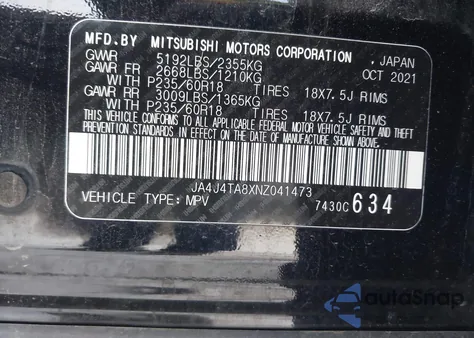 MFD.BY MITSUBISHI MOTORS CORPORATION , JAPAN
GVWR 5192LBS/2355KG OCT 2021
GAWR FR 2668LBS/1210KG
WITH P235/60R18 TIRES 18X7.5J RIMS
GAWR RR 3009LBS/1365KG
WITH P235/60R18 TIRES 18X7.5J RIMS
THIS VEHICLE CONFORMS TO ALL APPLICABLE FEDERAL MOTOR VEHICLE
SAFETY AND THEFT PREVENTION STANDARDS IN EFFECT ON THE DATE OF
MANUFACTURE SHOWN ABOVE.
JA4J4TA8XNZ041473
VEHICLE TYPE: MPV 7430C 634
autoSnap